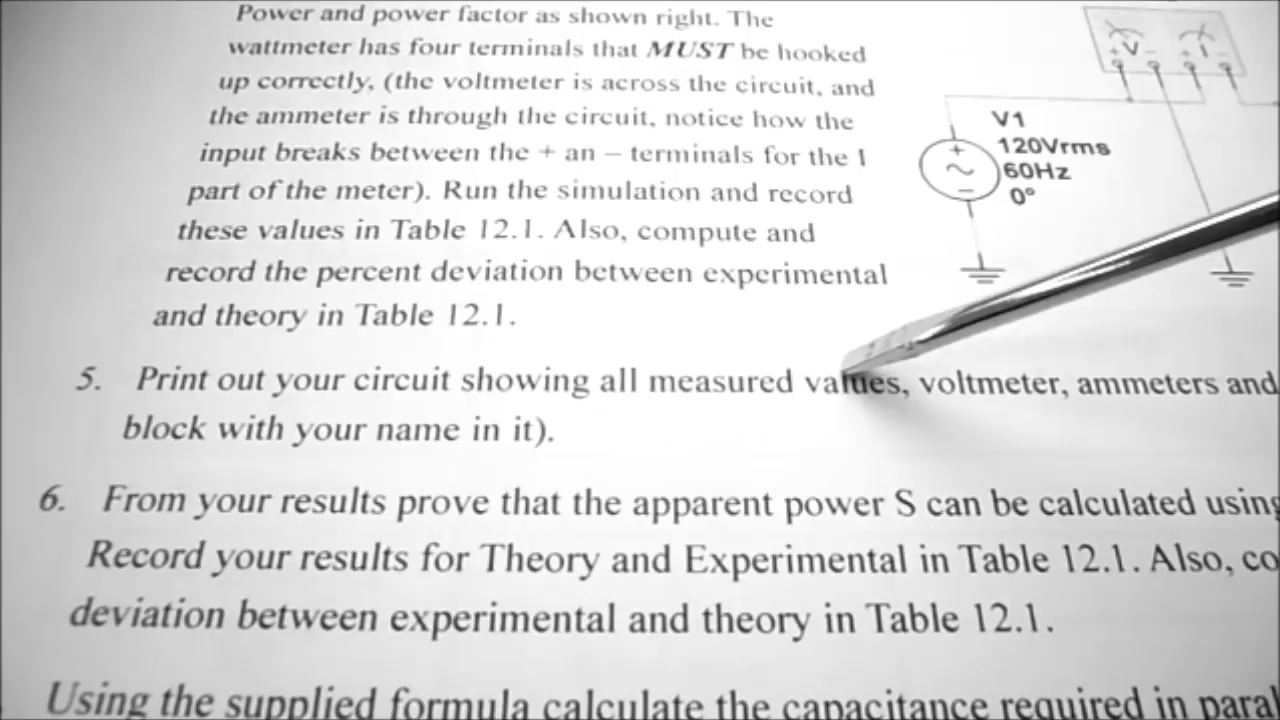 Power and power factor as shown right. The
wattmeter has four terminals that MUST be hooked
up correctly, (the voltmeter is across the circuit, and
the ammeter is through the circuit, notice how the
input breaks between the + an – terminals for the I
part of the meter). Run the simulation and record
these values in Table 12.1. Also, compute and
record the percent deviation between experimental
and theory in Table 12.1.
V I
V1
120Vrms
60Hz
0°
5. Print out your circuit showing all measured values, voltmeter, ammeters and
block with your name in it).
6. From your results prove that the apparent power S can be calculated using
Record your results for Theory and Experimental in Table 12.1. Also, co
deviation between experimental and theory in Table 12.1.
Using the supplied formula calculate the capacitance required in paral